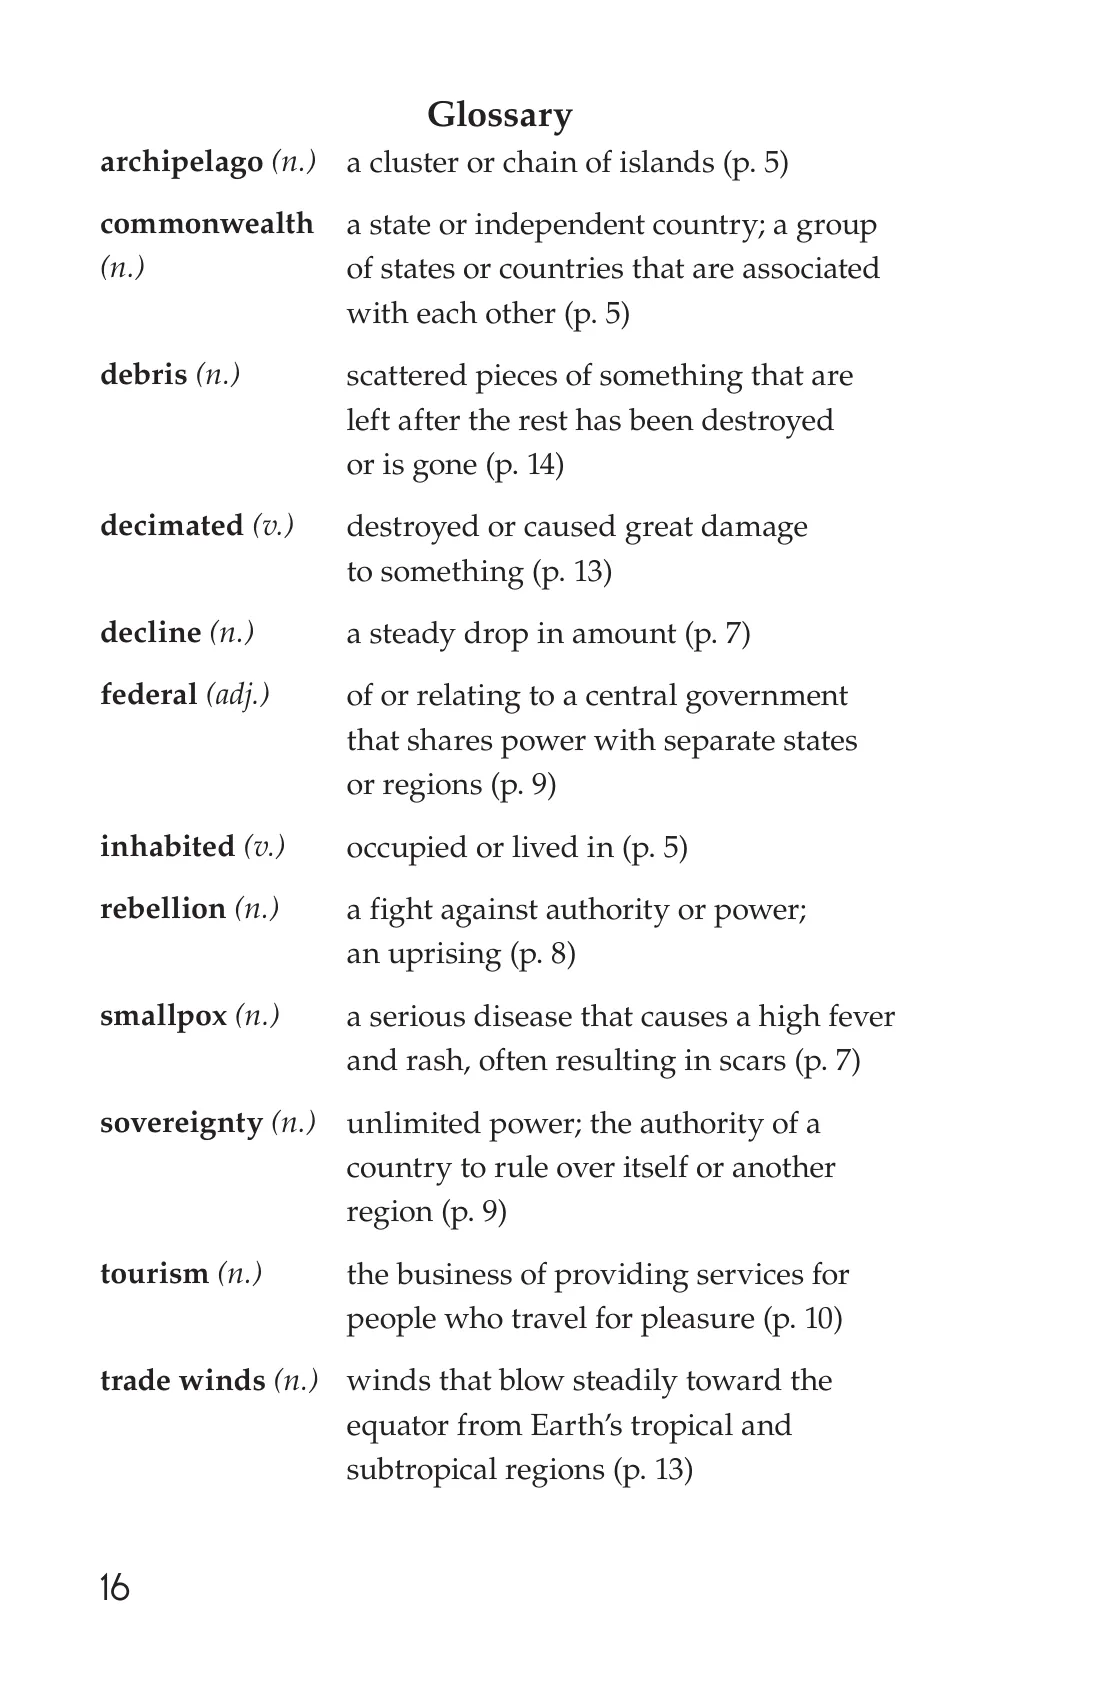 Glossary
archipelago (n.) a cluster or chain of islands (p. 5)
commonwealth a state or independent country; a group
(n.) of states or countries that are associated
with each other (p. 5)
debris (n.) scattered pieces of something that are
left after the rest has been destroyed
or is gone (p. 14)
decimated (v.) destroyed or caused great damage
to something (p. 13)
decline (n.) a steady drop in amount (p. 7)
federal (adj.) of or relating to a central government
that shares power with separate states
or regions (p. 9)
inhabited (v.) occupied or lived in (p. 5)
rebellion (n.) a fight against authority or power;
an uprising (p. 8)
smallpox (n.) a serious disease that causes a high fever
and rash, often resulting in scars (p. 7)
sovereignty (n.) unlimited power; the authority of a
country to rule over itself or another
region (p. 9)
tourism (n.) the business of providing services for
people who travel for pleasure (p. 10)
trade winds (n.) winds that blow steadily toward the
equator from Earth’s tropical and
subtropical regions (p. 13)
16